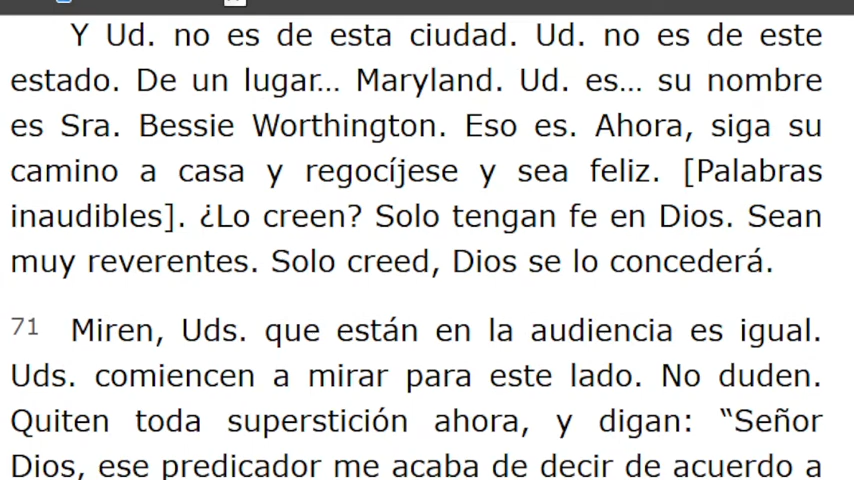 Y Ud. no es de esta ciudad. Ud. no es de este
estado. De un lugar… Maryland. Ud. es… su nombre
es Sra. Bessie Worthington. Eso es. Ahora, siga su
camino a casa y regocíjese y sea feliz. [Palabras
inaudibles]. ¿Lo creen? Solo tengan fe en Dios. Sean
muy reverentes. Solo creed, Dios se lo concederá.
71 Miren, Uds. que están en la audiencia es igual.
Uds. comiencen a mirar para este lado. No duden.
Quiten toda superstición ahora, y digan: “Señor
Dios, ese predicador me acaba de decir de acuerdo a